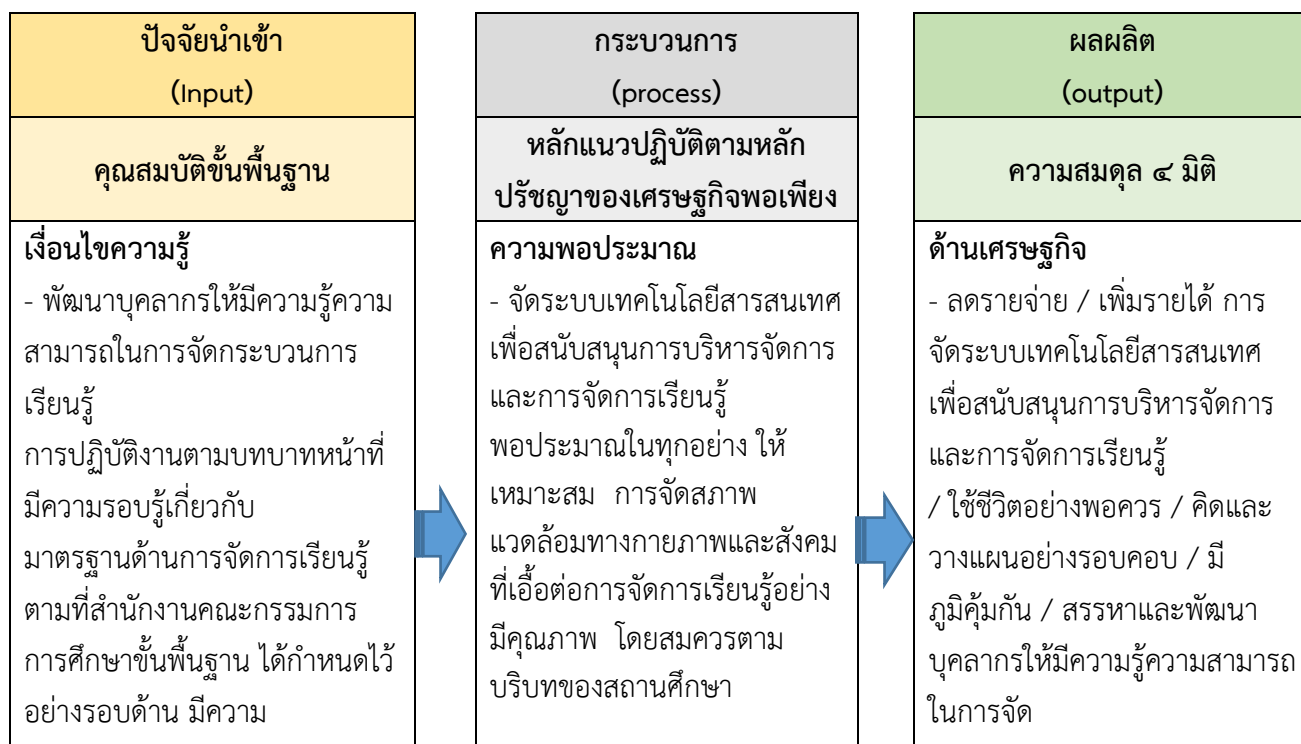 ปัจจัยนำเข้า
(Input)
คุณสมบัติขั้นพื้นฐาน
เงื่อนไขความรู้
- พัฒนาบุคลากรให้มีความรู้ความ
สามารถในการจัดกระบวนการ
เรียนรู้
การปฏิบัติงานตามบทบาทหน้าที่
มีความรอบรู้เกี่ยวกับ
มาตรฐานด้านการจัดการเรียนรู้
ตามที่สำนักงานคณะกรรมการ
การศึกษาขั้นพื้นฐาน ได้กำหนดไว้
อย่างรอบด้าน มีความ
กระบวนการ
(process)
หลักแนวปฏิบัติตามหลัก
ปรัชญาของเศรษฐกิจพอเพียง
ความพอประมาณ
- จัดระบบเทคโนโลยีสารสนเทศ
เพื่อสนับสนุนการบริหารจัดการ
และการจัดการเรียนรู้
พอประมาณในทุกอย่าง ให้
เหมาะสม การจัดสภาพ
แวดล้อมทางกายภาพและสังคม
ที่เอื้อต่อการจัดการเรียนรู้อย่าง
มีคุณภาพ โดยสมควรตาม
บริบทของสถานศึกษา
ผลผลิต
(output)
ความสมดุล ๔ มิติ
ด้านเศรษฐกิจ
- ลดรายจ่าย / เพิ่มรายได้ การ
จัดระบบเทคโนโลยีสารสนเทศ
เพื่อสนับสนุนการบริหารจัดการ
และการจัดการเรียนรู้
/ ใช้ชีวิตอย่างพอควร / คิดและ
วางแผนอย่างรอบคอบ / มี
ภูมิคุ้มกัน / สรรหาและพัฒนา
บุคลากรให้มีความรู้ความสามารถ
ในการจัด